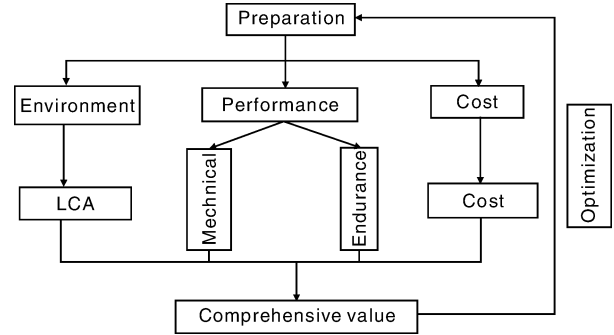 Preparation
Environment
Performance
Cost
Optimization
Mechnical
Endurance
LCA
Cost
Comprehensive value